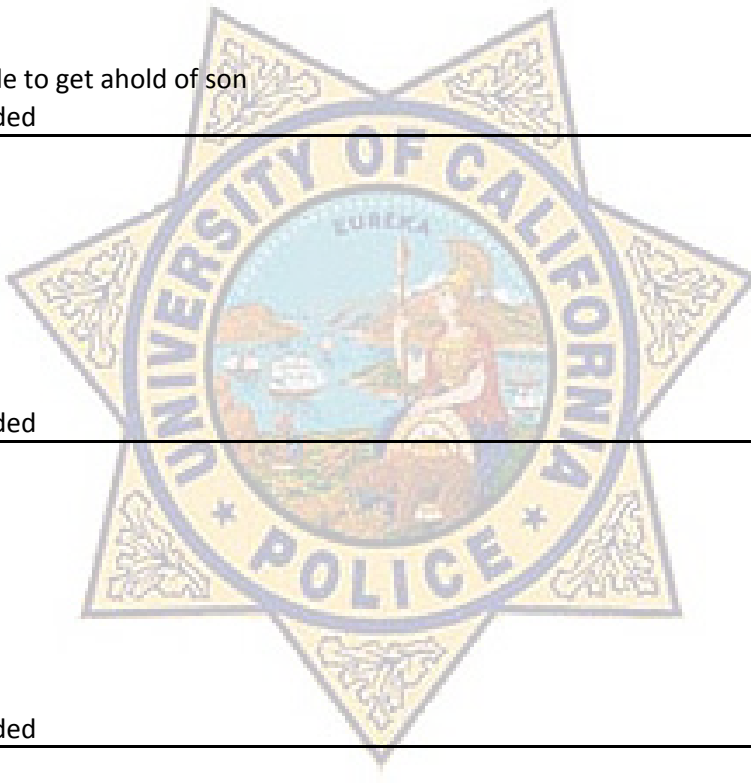 le to get ahold of son
ded
UNIVERSITY OF CALIFORNIA
EUREKA
ded
POLICE
ded